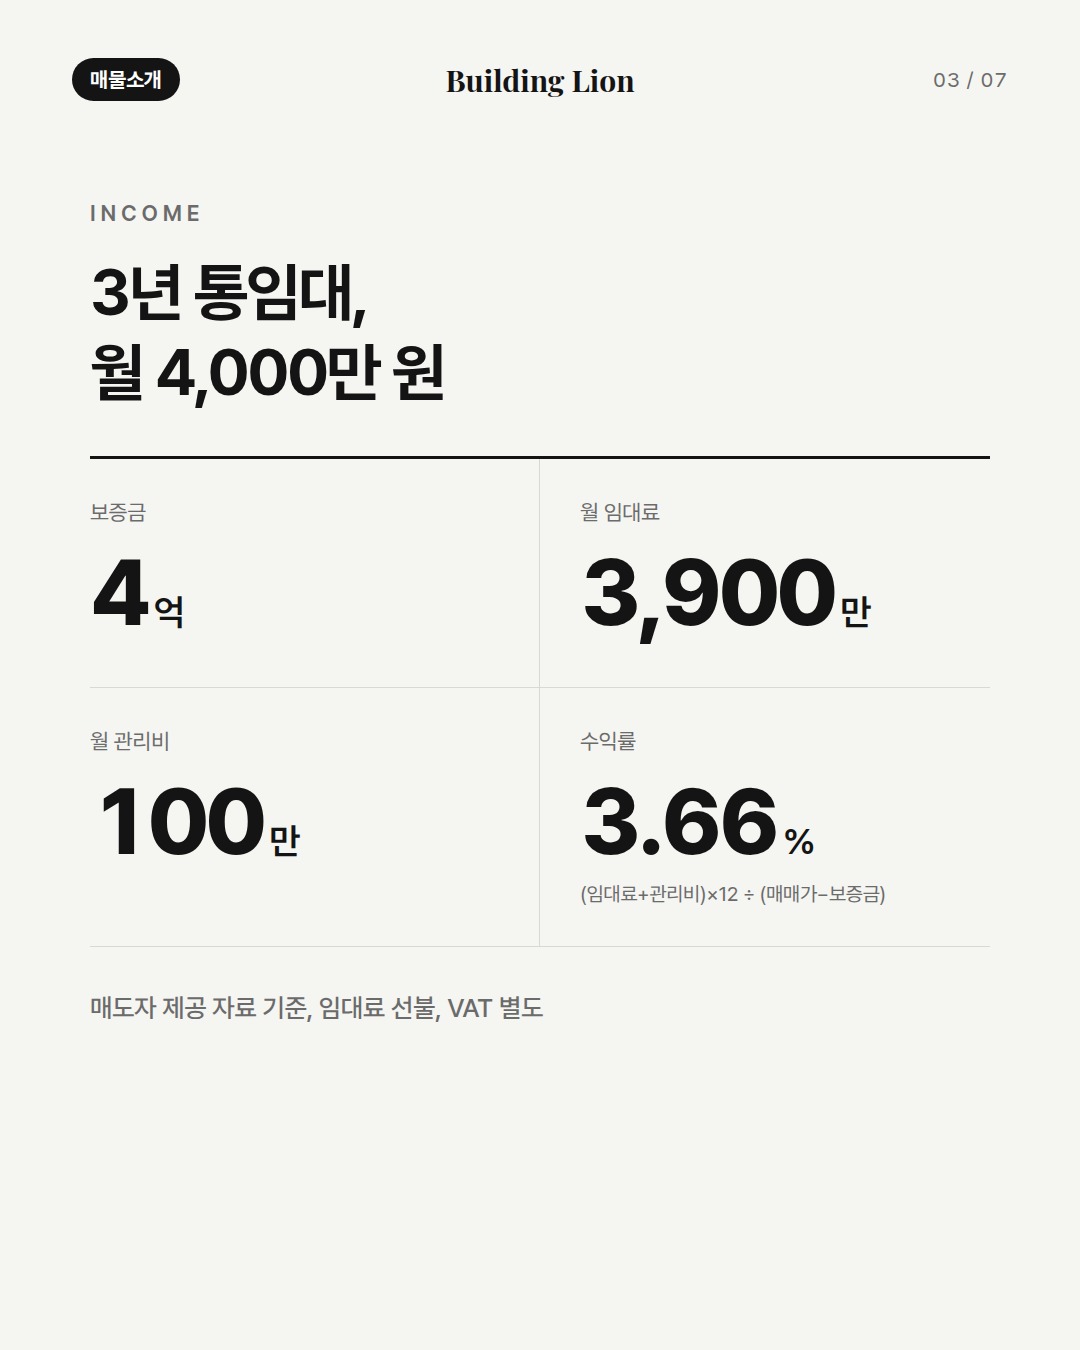 매물소개
Building Lion
03 / 07
INCOME
3년 통임대,
월 4,000만 원
보증금
4억
월 임대료
3,900만
월 관리비
100만
수익률
3.66%
(임대료+관리비)×12 ÷ (매매가−보증금)
매도자 제공 자료 기준, 임대료 선불, VAT 별도